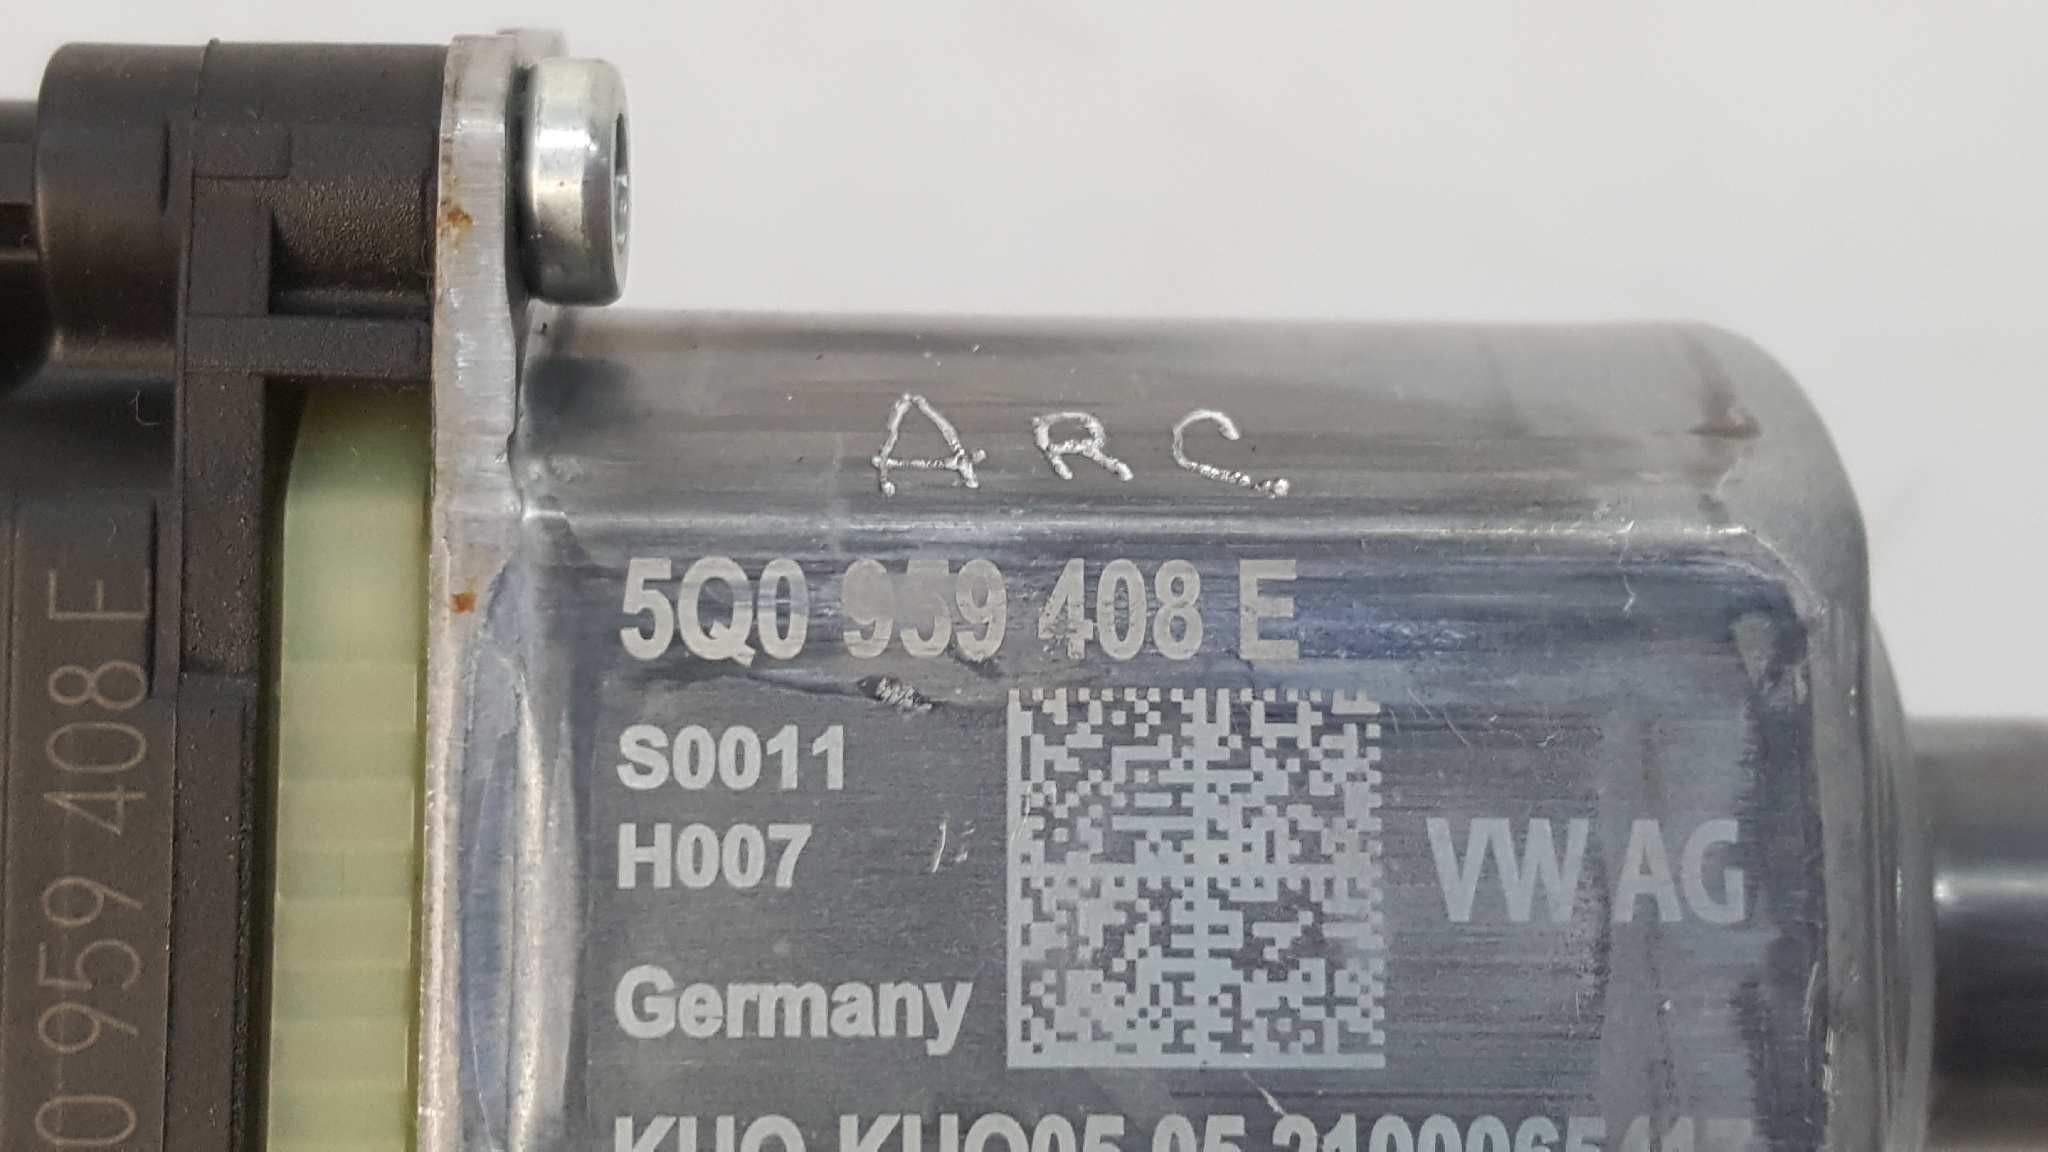 ARC
5Q0 959 408 E
S0011
H007
VW AG
Germany
0 959 408 E